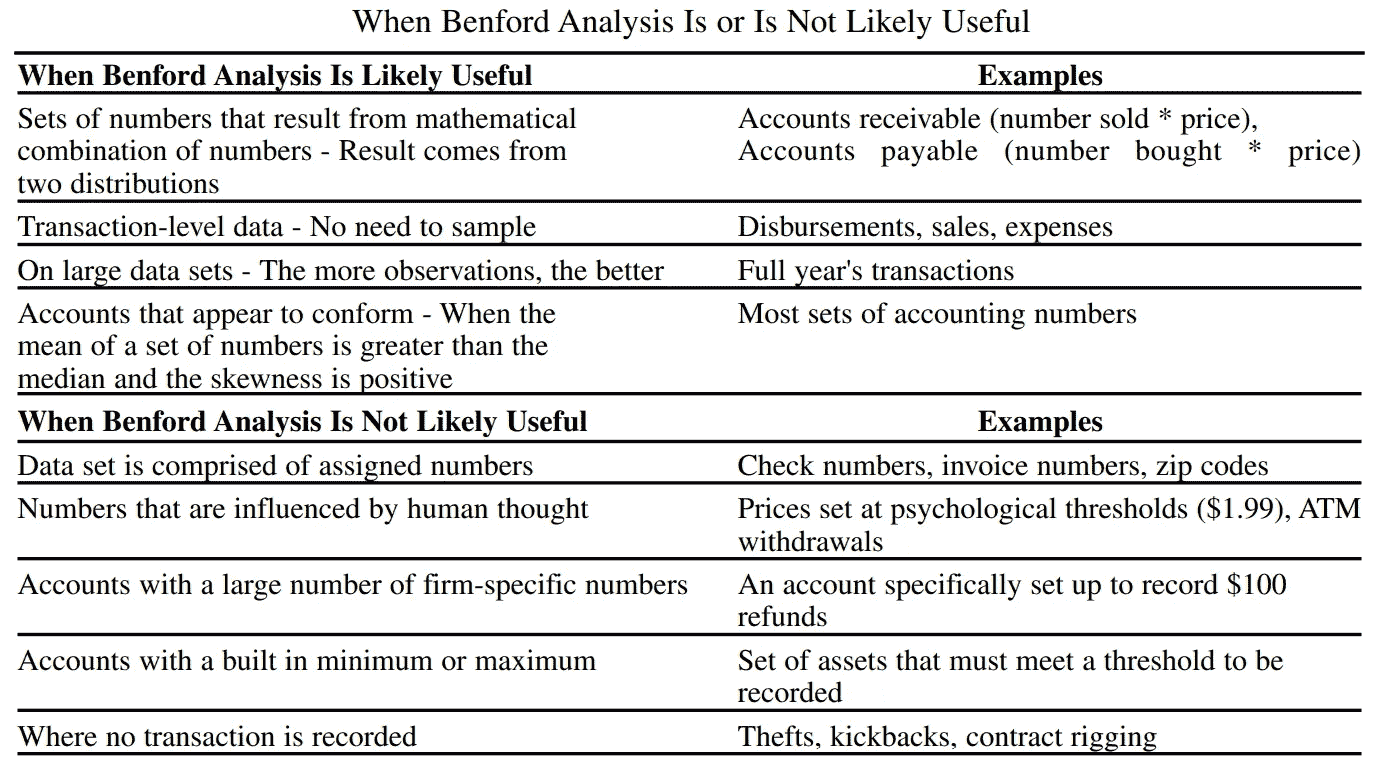 When Benford Analysis Is or Is Not Likely Useful
When Benford Analysis Is Likely Useful Examples
Sets of numbers that result from mathematical
combination of numbers - Result comes from
two distributions
Accounts receivable (number sold * price),
Accounts payable (number bought * price)
Transaction-level data - No need to sample
Disbursements, sales, expenses
On large data sets - The more observations, the better
Full year's transactions
Accounts that appear to conform - When the
mean of a set of numbers is greater than the
median and the skewness is positive
Most sets of accounting numbers
When Benford Analysis Is Not Likely Useful Examples
Data set is comprised of assigned numbers
Check numbers, invoice numbers, zip codes
Numbers that are influenced by human thought
Prices set at psychological thresholds ($1.99), ATM
withdrawals
Accounts with a large number of firm-specific numbers
An account specifically set up to record $100
refunds
Accounts with a built in minimum or maximum
Set of assets that must meet a threshold to be
recorded
Where no transaction is recorded
Thefts, kickbacks, contract rigging